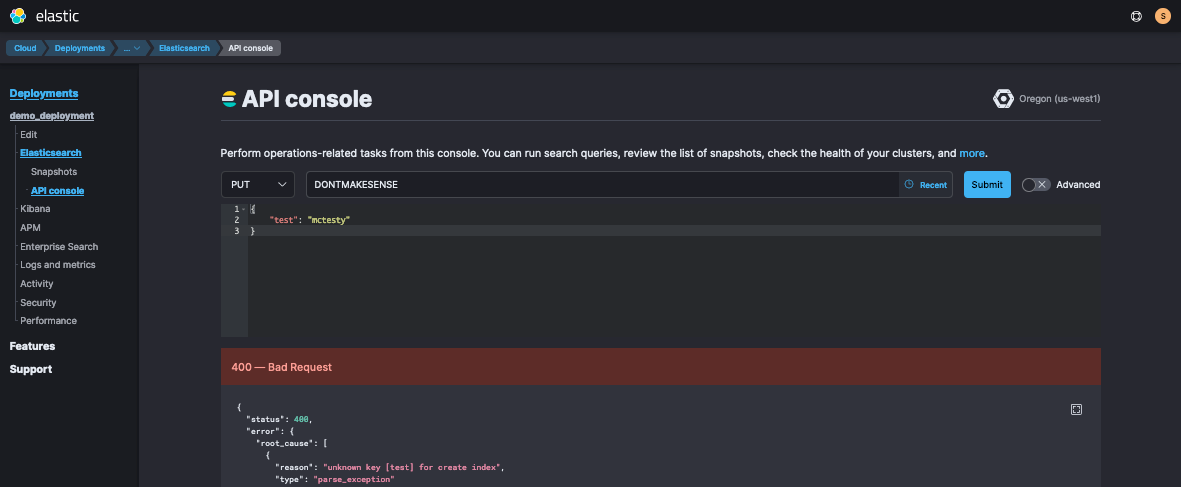 elastic
S
Cloud
Deployments
...
Elasticsearch
API console
Deployments
demo_deployment
Edit
Elasticsearch
Snapshots
API console
Kibana
APM
Enterprise Search
Logs and metrics
Activity
Security
Performance
Features
Support
API console
Oregon (us-west1)
Perform operations-related tasks from this console. You can run search queries, review the list of snapshots, check the health of your clusters, and more.
PUT
DONTMAKESENSE
Recent
Submit
Advanced
1 {
2 "test": "mctesty"
3 }
400 — Bad Request
{
"status": 400,
"error": {
"root_cause": [
{
"reason": "unknown key [test] for create index",
"type": "parse_exception"